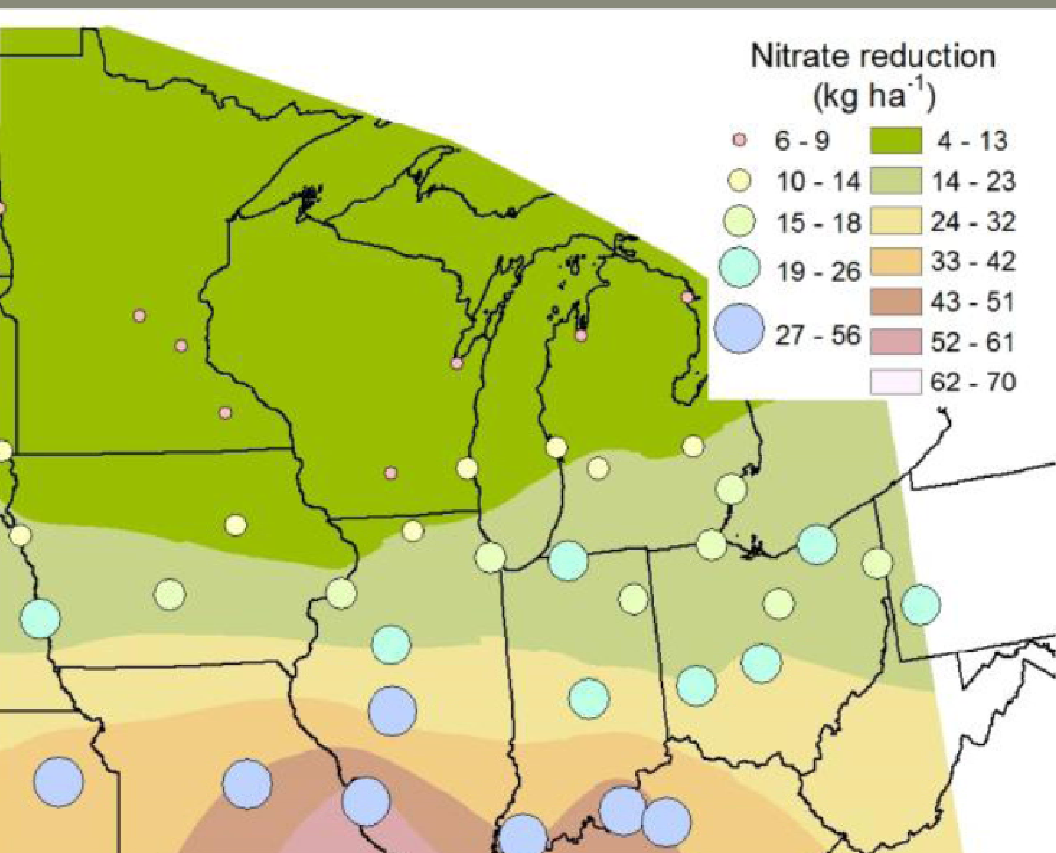 Nitrate reduction
(kg ha⁻¹)
6 - 9 4 - 13
10 - 14 14 - 23
15 - 18 24 - 32
19 - 26 33 - 42
43 - 51
27 - 56 52 - 61
62 - 70